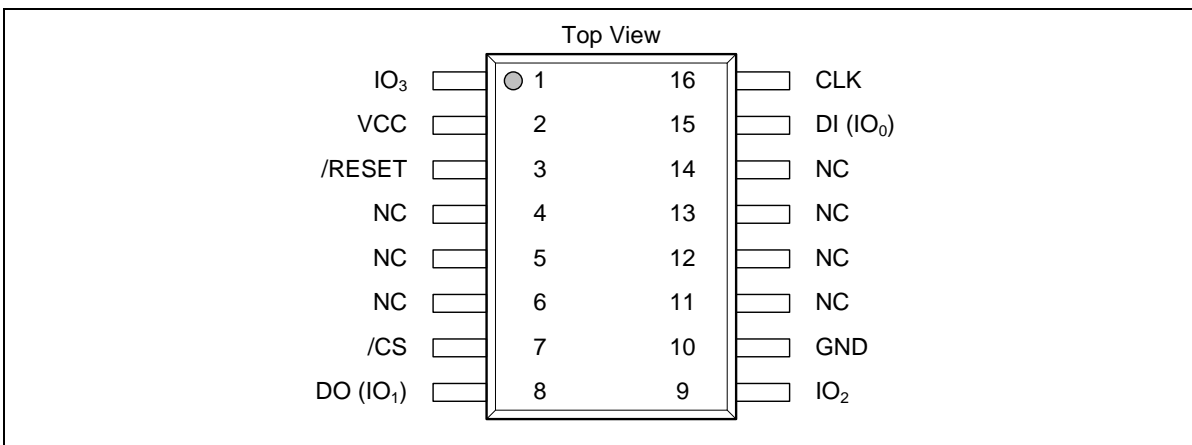 Top View
IO₃ 1 16 CLK
VCC 2 15 DI (IO₀)
/RESET 3 14 NC
NC 4 13 NC
NC 5 12 NC
NC 6 11 NC
/CS 7 10 GND
DO (IO₁) 8 9 IO₂